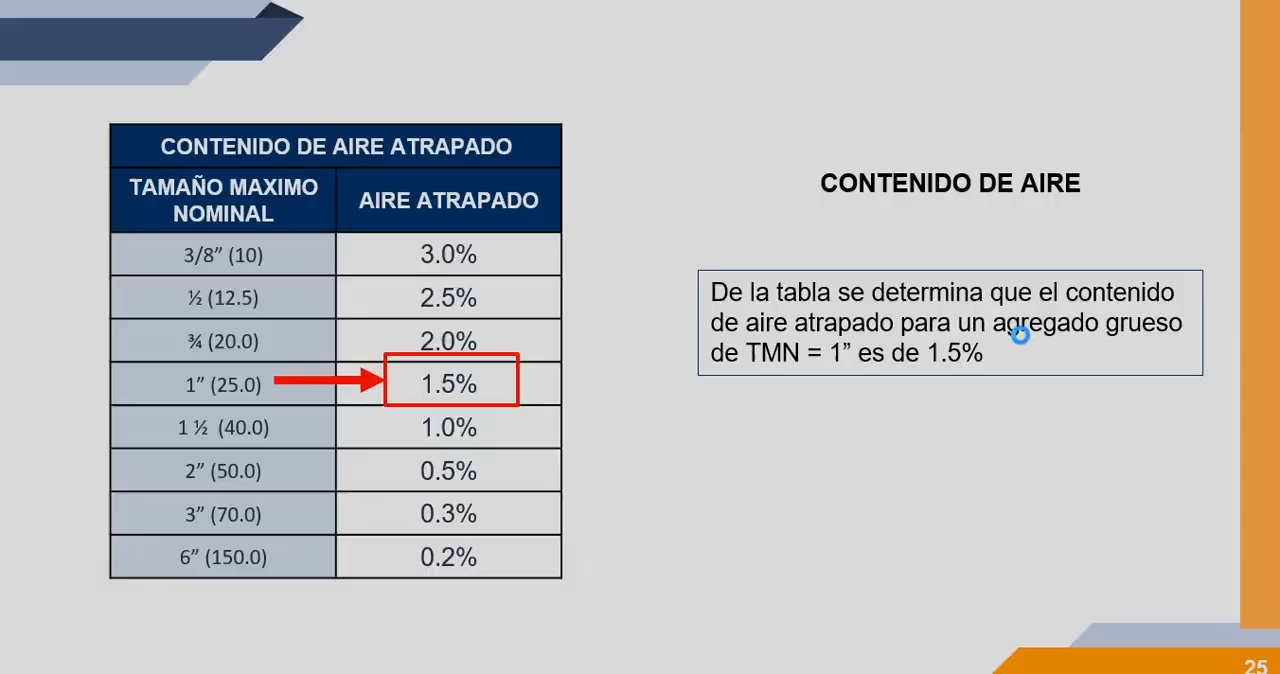 CONTENIDO DE AIRE ATRAPADO
TAMAÑO MAXIMO
NOMINAL
AIRE ATRAPADO
3/8” (10) 3.0%
½ (12.5) 2.5%
¾ (20.0) 2.0%
1” (25.0) 1.5%
1 ½ (40.0) 1.0%
2” (50.0) 0.5%
3” (70.0) 0.3%
6” (150.0) 0.2%
CONTENIDO DE AIRE
De la tabla se determina que el contenido
de aire atrapado para un agregado grueso
de TMN = 1” es de 1.5%
25